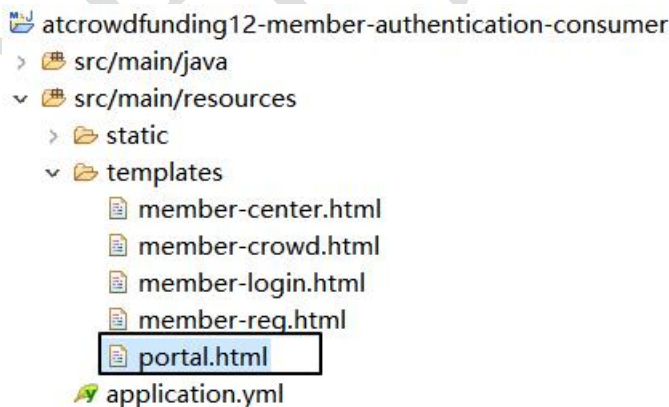 atcrowdfunding12-member-authentication-consumer
src/main/java
src/main/resources
static
templates
member-center.html
member-crowd.html
member-login.html
member-reg.html
portal.html
application.yml